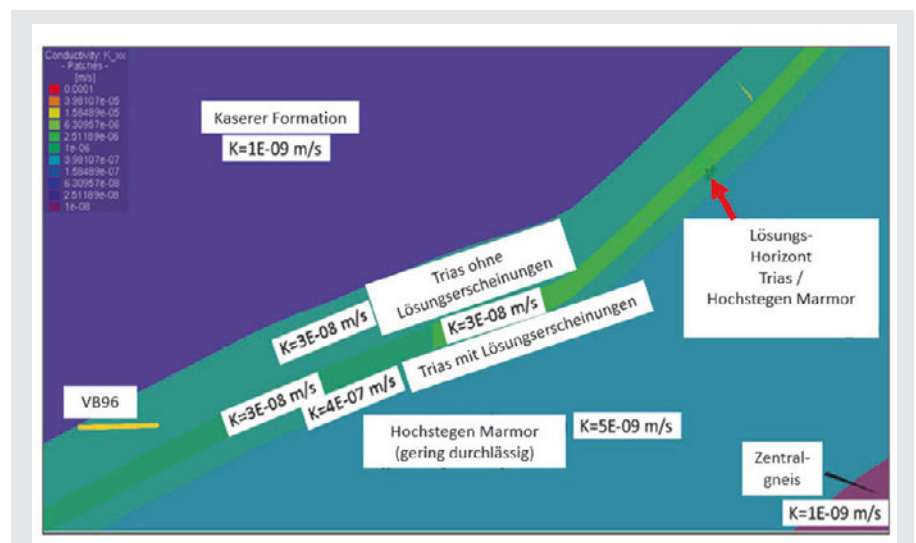 Conductivity: K_xx
- Patches -
[m/s]
0.0001
3.98107e-05
1.58489e-05
6.30957e-06
2.51189e-06
1e-06
3.98107e-07
1.58489e-07
6.30957e-08
2.51189e-08
1e-08
Kaserer Formation
K=1E-09 m/s
Lösungs-
Horizont
Trias /
Hochstegen Marmor
Trias ohne
Lösungserscheinungen
K=3E-08 m/s
K=3E-08 m/s
Trias mit Lösungserscheinungen
K=3E-08 m/s
K=4E-07 m/s
VB96
Hochstegen Marmor
(gering durchlässig)
K=5E-09 m/s
Zentral-
gneis
K=1E-09 m/s